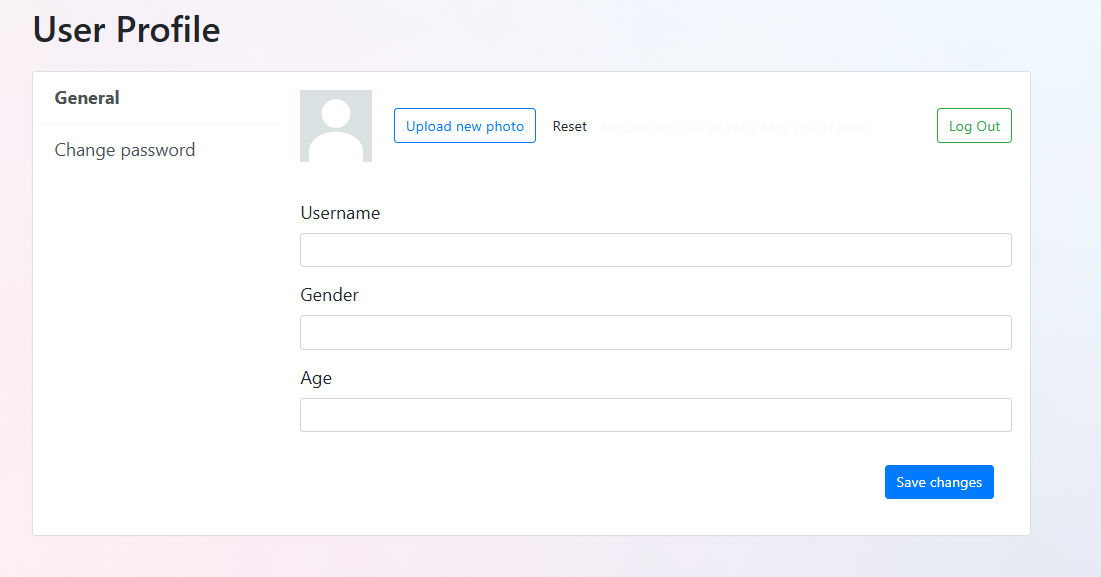 User Profile
General
Change password
Upload new photo
Reset
Allowed JPG, GIF or PNG. Max size of 800K
Log Out
Username
Gender
Age
Save changes